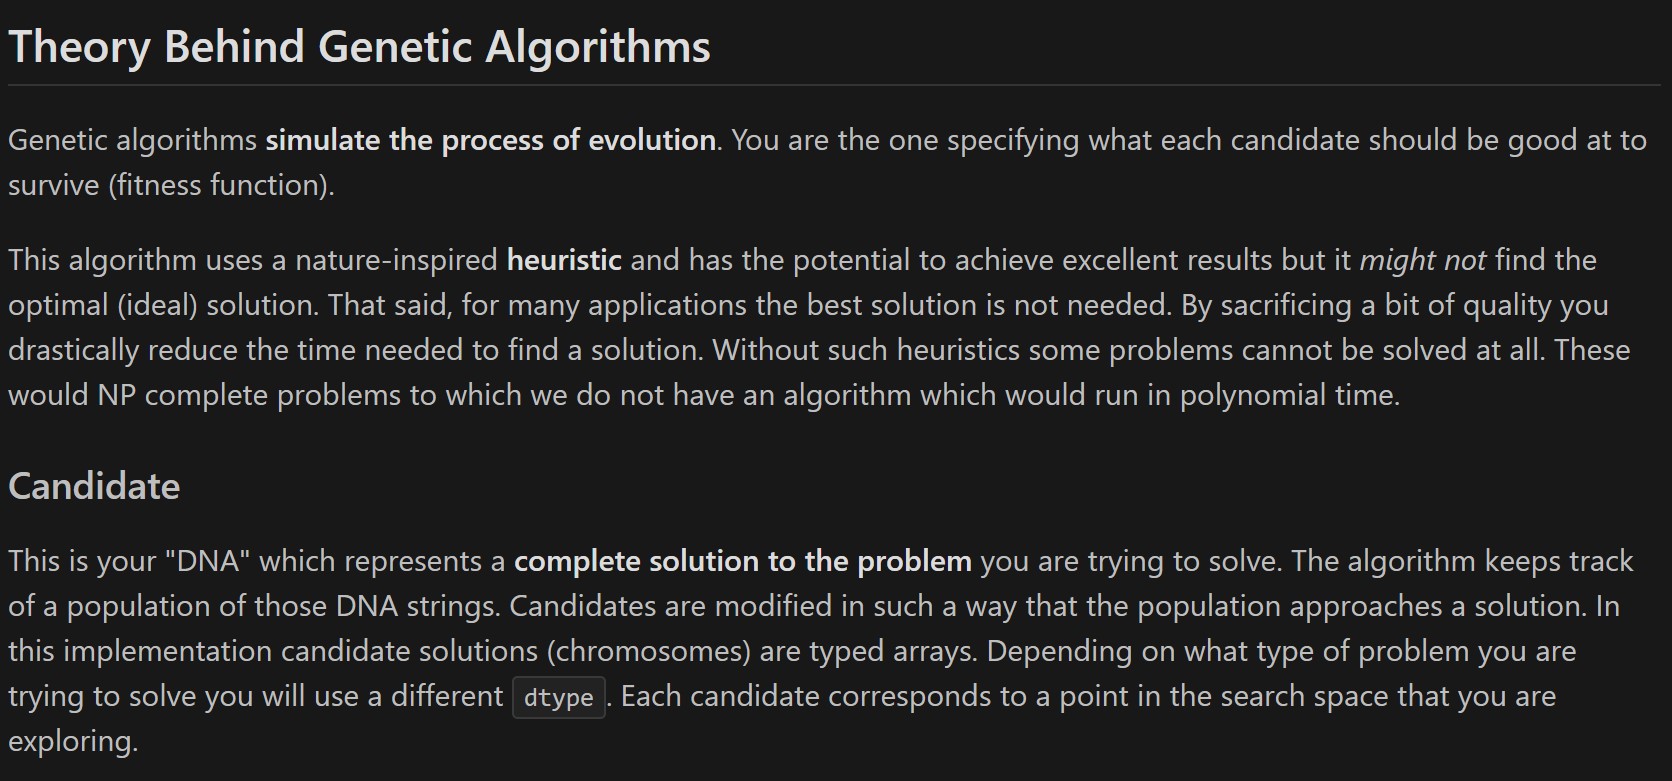 Theory Behind Genetic Algorithms
Genetic algorithms simulate the process of evolution. You are the one specifying what each candidate should be good at to
survive (fitness function).
This algorithm uses a nature-inspired heuristic and has the potential to achieve excellent results but it might not find the
optimal (ideal) solution. That said, for many applications the best solution is not needed. By sacrificing a bit of quality you
drastically reduce the time needed to find a solution. Without such heuristics some problems cannot be solved at all. These
would NP complete problems to which we do not have an algorithm which would run in polynomial time.
Candidate
This is your "DNA" which represents a complete solution to the problem you are trying to solve. The algorithm keeps track
of a population of those DNA strings. Candidates are modified in such a way that the population approaches a solution. In
this implementation candidate solutions (chromosomes) are typed arrays. Depending on what type of problem you are
trying to solve you will use a different dtype. Each candidate corresponds to a point in the search space that you are
exploring.